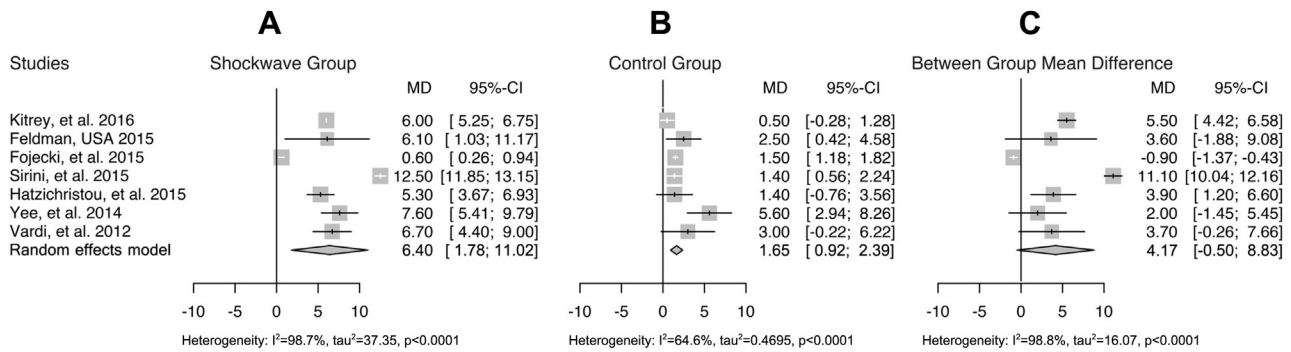 A B C
Studies Shockwave Group Control Group Between Group Mean Difference
MD 95%-CI MD 95%-CI MD 95%-CI
Kitrey, et al. 2016 6.00 [ 5.25; 6.75] 0.50 [-0.28; 1.28] 5.50 [ 4.42; 6.58]
Feldman, USA 2015 6.10 [ 1.03; 11.17] 2.50 [ 0.42; 4.58] 3.60 [-1.88; 9.08]
Fojecki, et al. 2015 0.60 [ 0.26; 0.94] 1.50 [ 1.18; 1.82] -0.90 [-1.37; -0.43]
Sirini, et al. 2015 12.50 [11.85; 13.15] 1.40 [ 0.56; 2.24] 11.10 [10.04; 12.16]
Hatzichristou, et al. 2015 5.30 [ 3.67; 6.93] 1.40 [-0.76; 3.56] 3.90 [ 1.20; 6.60]
Yee, et al. 2014 7.60 [ 5.41; 9.79] 5.60 [ 2.94; 8.26] 2.00 [-1.45; 5.45]
Vardi, et al. 2012 6.70 [ 4.40; 9.00] 3.00 [-0.22; 6.22] 3.70 [-0.26; 7.66]
Random effects model 6.40 [ 1.78; 11.02] 1.65 [ 0.92; 2.39] 4.17 [-0.50; 8.83]
-10 -5 0 5 10 -10 -5 0 5 10 -10 -5 0 5 10
Heterogeneity: I²=98.7%, tau²=37.35, p<0.0001 Heterogeneity: I²=64.6%, tau²=0.4695, p<0.0001 Heterogeneity: I²=98.8%, tau²=16.07, p<0.0001